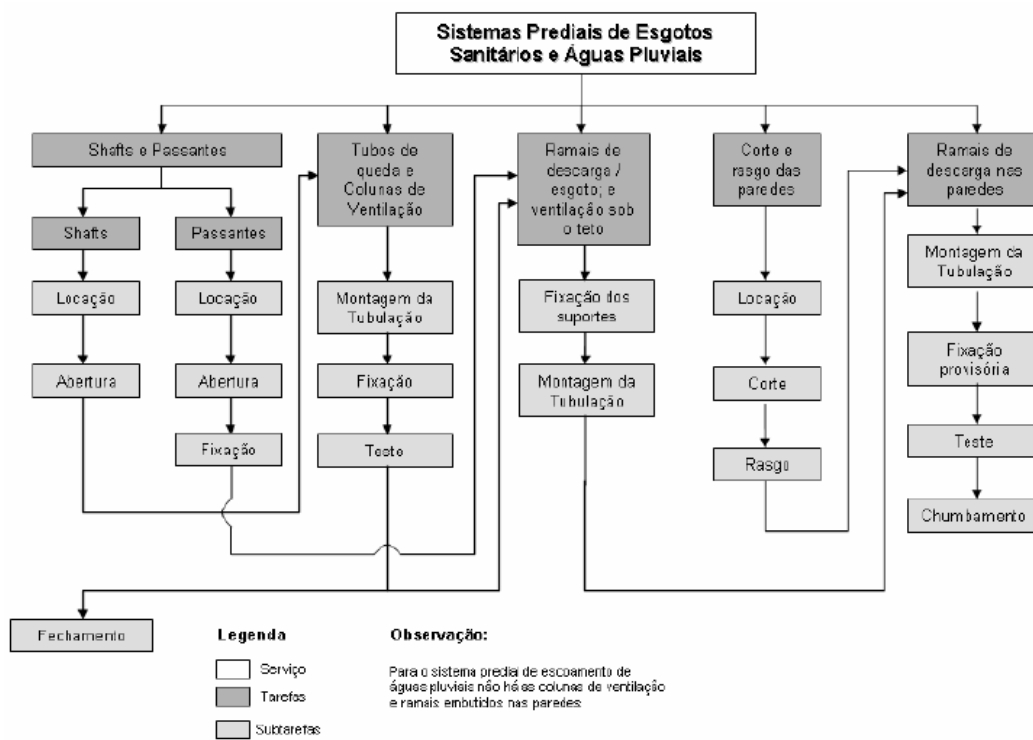 Sistemas Prediais de Esgotos
Sanitários e Águas Pluviais
Shafts e Passantes
Tubos de
queda e
Colunas de
Ventilação
Ramais de
descarga /
esgoto; e
ventilação sob
o teto
Corte e
rasgo das
paredes
Ramais de
descarga nas
paredes
Shafts
Passantes
Locação
Locação
Abertura
Abertura
Fixação
Montagem da
Tubulação
Fixação
Teste
Fixação dos
suportes
Montagem da
Tubulação
Locação
Corte
Rasgo
Montagem da
Tubulação
Fixação
provisória
Teste
Chumbamento
Fechamento
Legenda
Serviço
Tarefas
Subtarefas
Observação:
Para o sistema predial de escoamento de
águas pluviais não há as colunas de ventilação
e ramais embutidos nas paredes